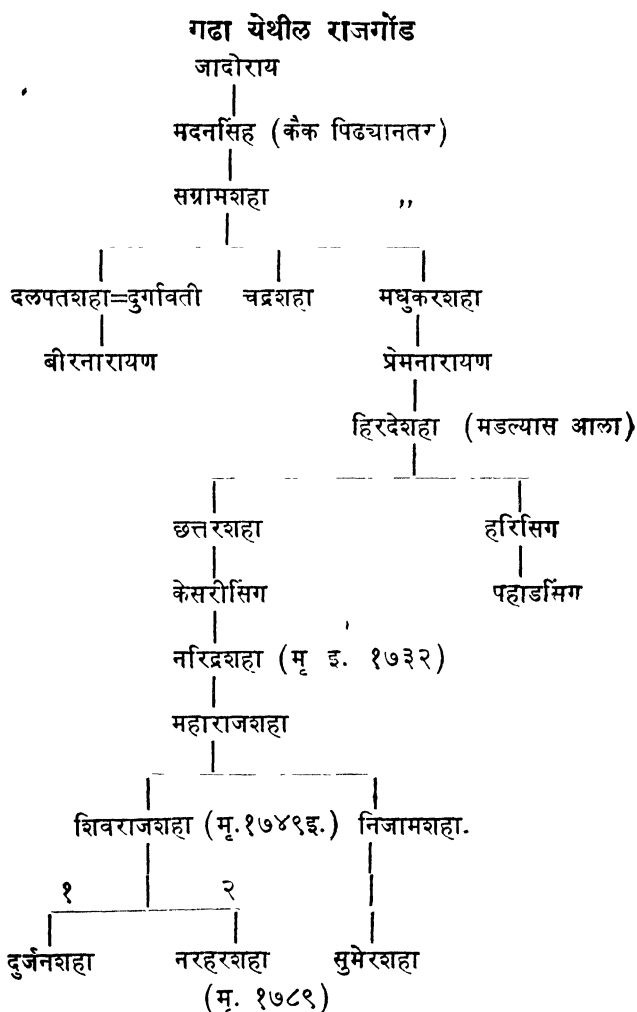 गढा येथील राजगोंड
जादोराय
मदनसिंह (कैक पिढ्यानतर)
सग्रामशहा ,,
दलपतशहा=दुर्गावती चद्रशहा मधुकरशहा
बीरनारायण प्रेमनारायण
हिरदेशहा (मडल्यास आला)
छत्तरशहा हरिसिग
केसरीसिंग पहाडसिंग
नरिद्रशहा (मृ इ. १७३२)
महाराजशहा
शिवराजशहा (मृ.१७४९इ.) निजामशहा.
१ २
दुर्जनशहा नरहरशहा सुमेरशहा
(मृ. १७८९)